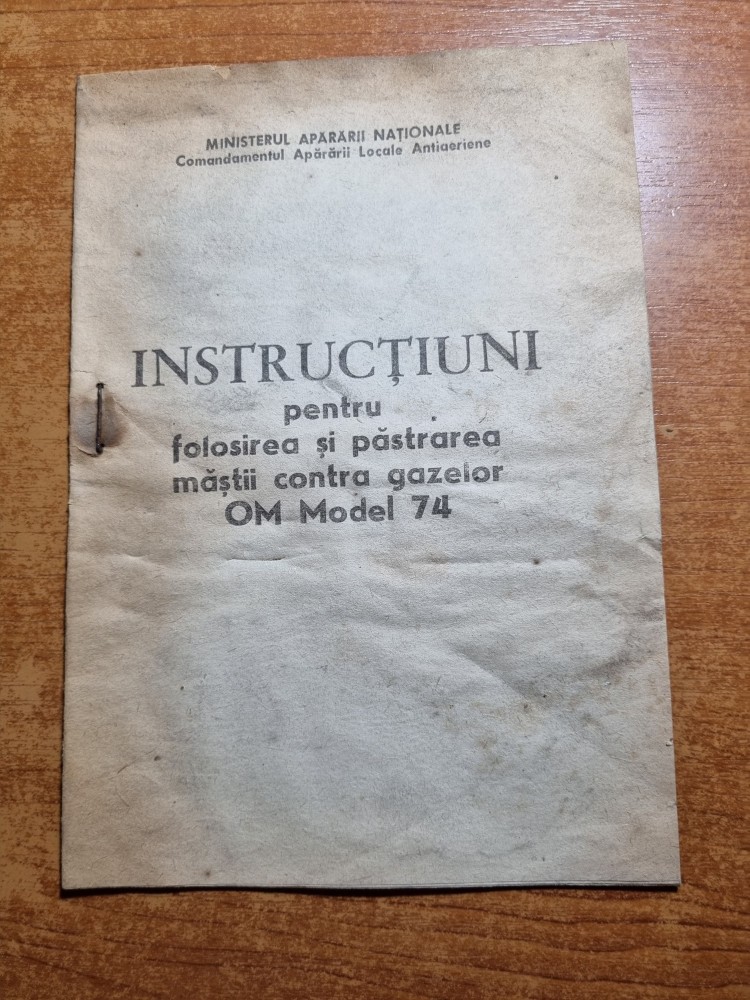 MINISTERUL APĂRĂRII NAȚIONALE
Comandamentul Apărării Locale Antiaeriene
INSTRUCȚIUNI
pentru
folosirea și păstrarea
măștii contra gazelor
OM Model 74